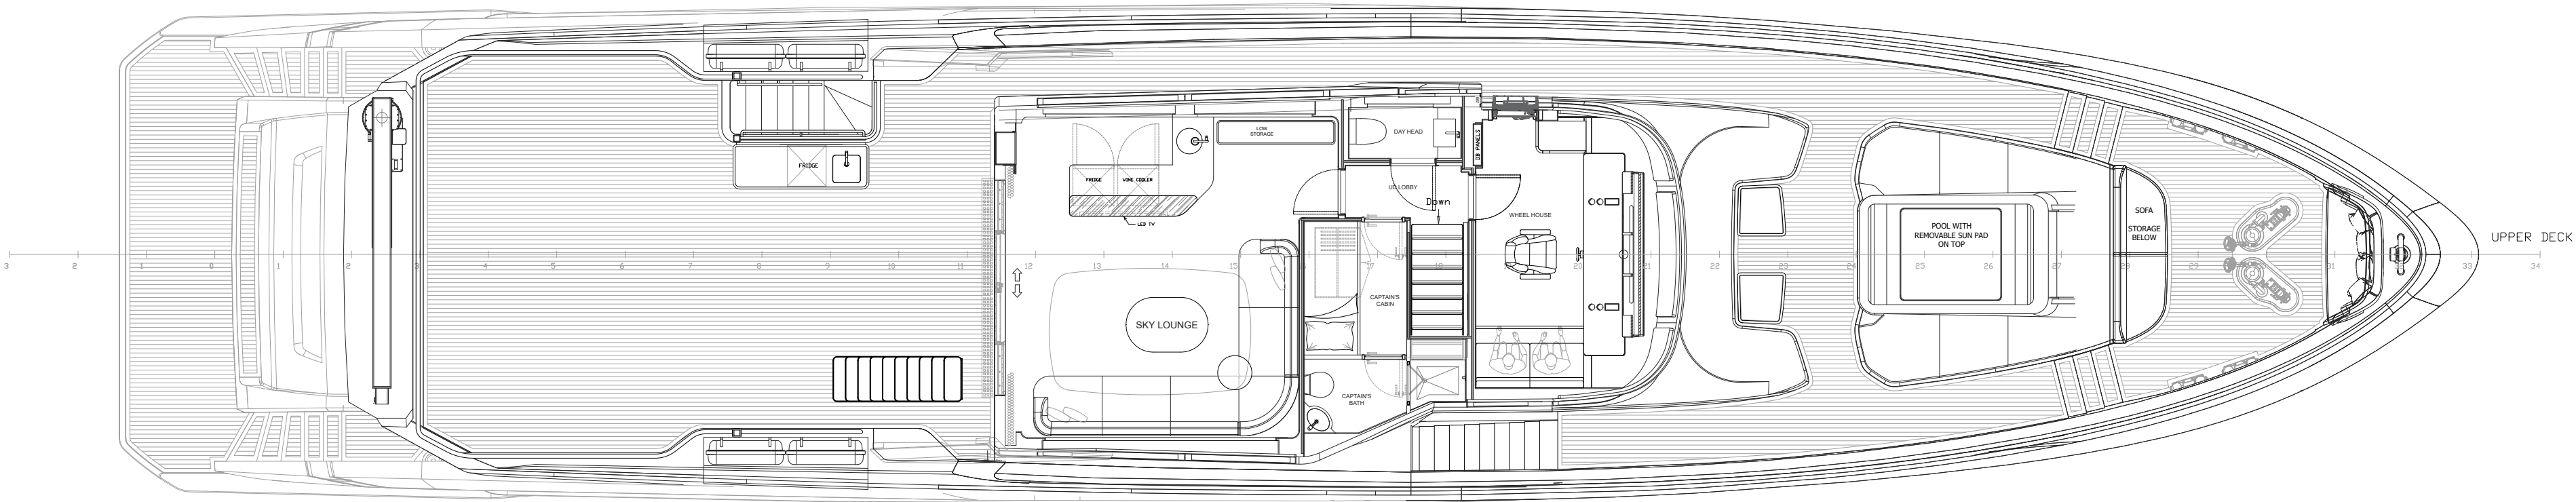 LOW
STORAGE
DAY HEAD
DB PANELS
FRIDGE
FRIDGE
WINE COOLER
LED TV
UD LOBBY
Down
WHEEL HOUSE
SOFA
STORAGE
BELOW
POOL WITH
REMOVABLE SUN PAD
ON TOP
UPPER DECK
3 2 1 0 1 2 3 4 5 6 7 8 9 10 11 12 13 14 15 16 17 18 19 20 21 22 23 24 25 26 27 28 29 30 31 32 33 34
CAPTAIN'S
CABIN
SKY LOUNGE
CAPTAIN'S
BATH